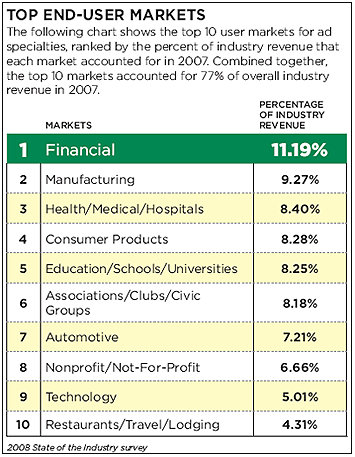 TOP END-USER MARKETS
The following chart shows the top 10 user markets for ad
specialties, ranked by the percent of industry revenue that
each market accounted for in 2007. Combined together,
the top 10 markets accounted for 77% of overall industry
revenue in 2007.
MARKETS
PERCENTAGE
OF INDUSTRY
REVENUE
1 Financial 11.19%
2 Manufacturing 9.27%
3 Health/Medical/Hospitals 8.40%
4 Consumer Products 8.28%
5 Education/Schools/Universities 8.25%
6 Associations/Clubs/Civic
Groups 8.18%
7 Automotive 7.21%
8 Nonprofit/Not-For-Profit 6.66%
9 Technology 5.01%
10 Restaurants/Travel/Lodging 4.31%
2008 State of the Industry survey